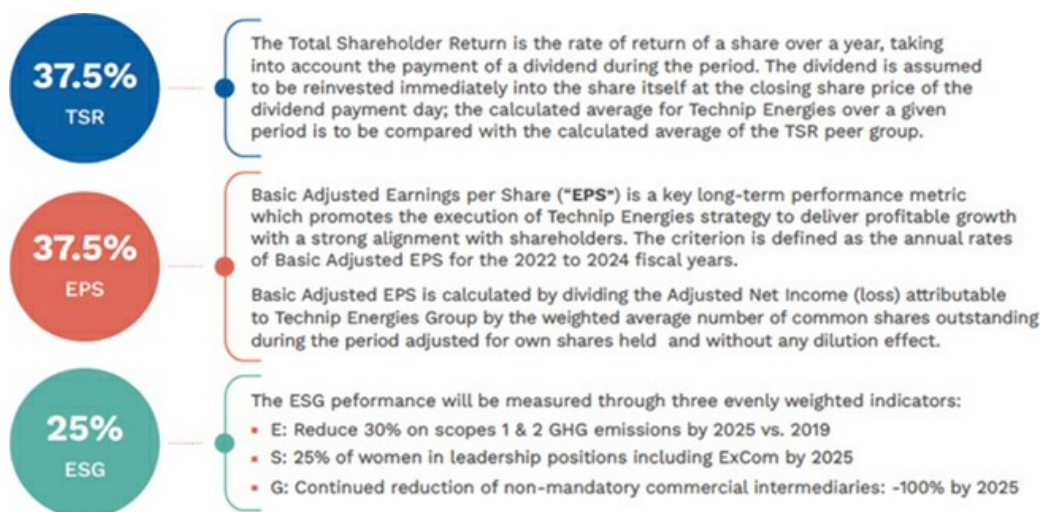 37.5%
TSR
The Total Shareholder Return is the rate of return of a share over a year, taking
into account the payment of a dividend during the period. The dividend is assumed
to be reinvested immediately into the share itself at the closing share price of the
dividend payment day; the calculated average for Technip Energies over a given
period is to be compared with the calculated average of the TSR peer group.
37.5%
EPS
Basic Adjusted Earnings per Share ("EPS") is a key long-term performance metric
which promotes the execution of Technip Energies strategy to deliver profitable growth
with a strong alignment with shareholders. The criterion is defined as the annual rates
of Basic Adjusted EPS for the 2022 to 2024 fiscal years.
Basic Adjusted EPS is calculated by dividing the Adjusted Net Income (loss) attributable
to Technip Energies Group by the weighted average number of common shares outstanding
during the period adjusted for own shares held and without any dilution effect.
25%
ESG
The ESG peformance will be measured through three evenly weighted indicators:
▪ E: Reduce 30% on scopes 1 & 2 GHG emissions by 2025 vs. 2019
▪ S: 25% of women in leadership positions including ExCom by 2025
▪ G: Continued reduction of non-mandatory commercial intermediaries: -100% by 2025